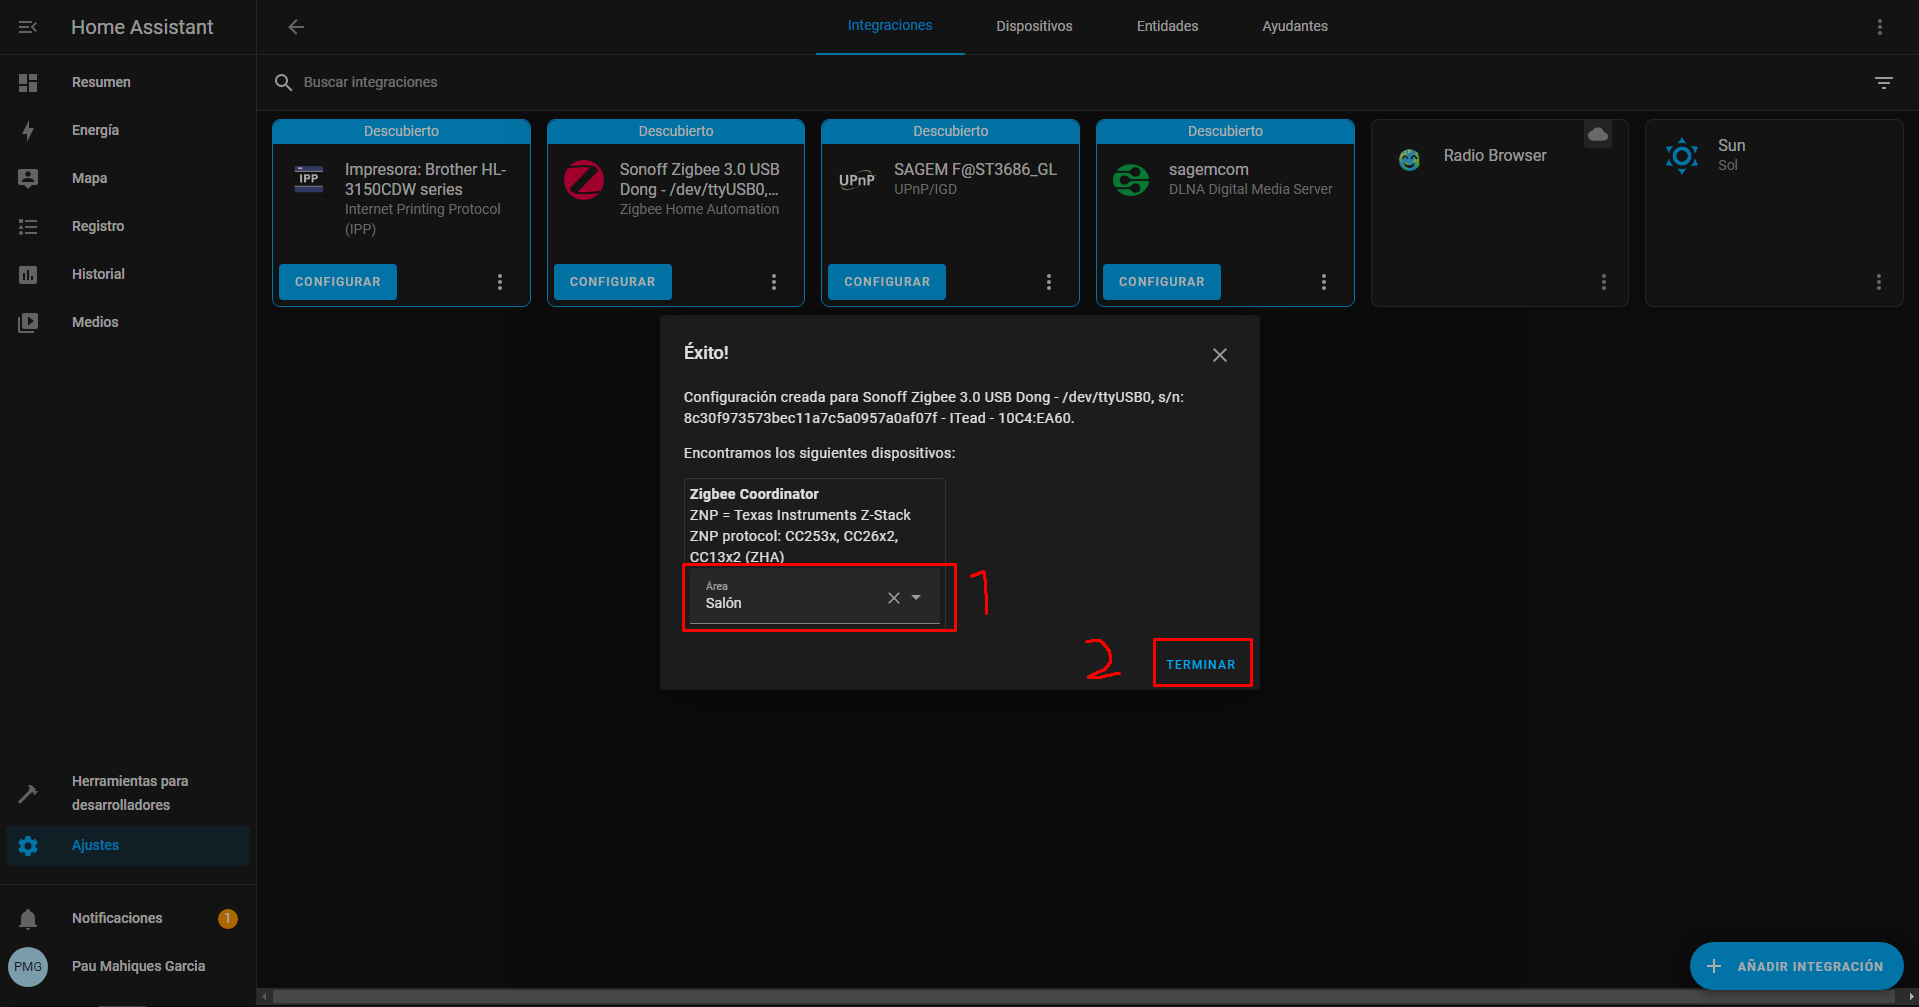 Home Assistant
Integraciones
Dispositivos
Entidades
Ayudantes
Resumen
Energía
Mapa
Registro
Historial
Medios
Herramientas para
desarrolladores
Ajustes
Notificaciones
1
PMG
Pau Mahiques Garcia
Buscar integraciones
Descubierto
IPP
Impresora: Brother HL-
3150CDW series
Internet Printing Protocol
(IPP)
CONFIGURAR
Descubierto
Sonoff Zigbee 3.0 USB
Dong - /dev/ttyUSB0,...
Zigbee Home Automation
CONFIGURAR
Descubierto
UPnP
SAGEM F@ST3686_GL
UPnP/IGD
CONFIGURAR
Descubierto
sagemcom
DLNA Digital Media Server
CONFIGURAR
Radio Browser
Sun
Sol
Éxito!
Configuración creada para Sonoff Zigbee 3.0 USB Dong - /dev/ttyUSB0, s/n:
8c30f973573bec11a7c5a0957a0af07f - ITead - 10C4:EA60.
Encontramos los siguientes dispositivos:
Zigbee Coordinator
ZNP = Texas Instruments Z-Stack
ZNP protocol: CC253x, CC26x2,
CC13x2 (ZHA)
Área
Salón
1
2
TERMINAR
AÑADIR INTEGRACIÓN